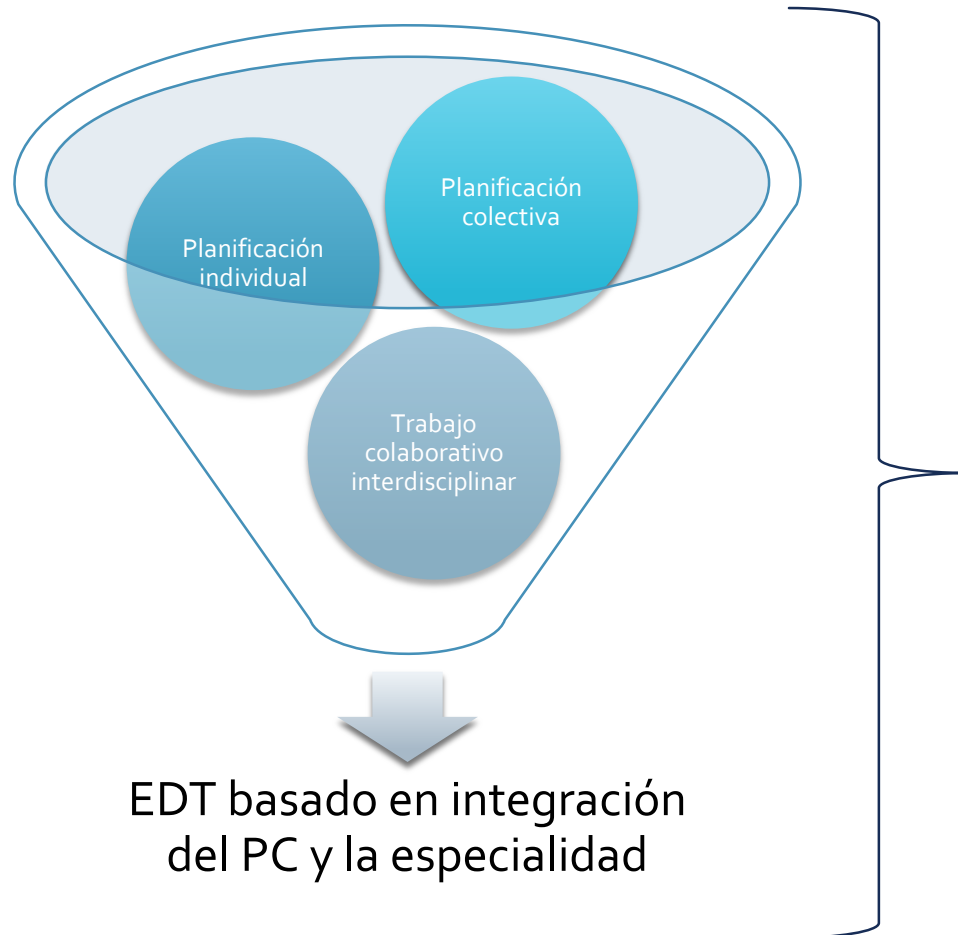 Planificación
colectiva
Planificación
individual
Trabajo
colaborativo
interdisciplinar
EDT basado en integración
del PC y la especialidad